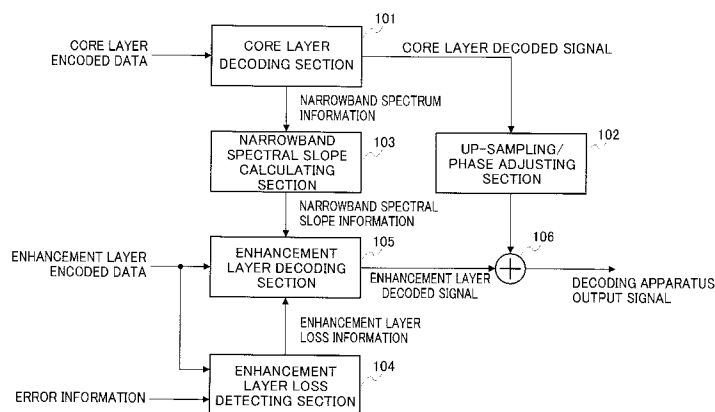 101
CORE LAYER
ENCODED DATA
CORE LAYER
DECODING SECTION
CORE LAYER DECODED SIGNAL
NARROWBAND SPECTRUM
INFORMATION
103
NARROWBAND
SPECTRAL SLOPE
CALCULATING
SECTION
102
UP-SAMPLING/
PHASE ADJUSTING
SECTION
NARROWBAND SPECTRAL
SLOPE INFORMATION
105
106
ENHANCEMENT LAYER
ENCODED DATA
ENHANCEMENT
LAYER DECODING
SECTION
ENHANCEMENT LAYER
DECODED SIGNAL
DECODING APPARATUS
OUTPUT SIGNAL
ENHANCEMENT LAYER
LOSS INFORMATION
104
ERROR INFORMATION
ENHANCEMENT
LAYER LOSS
DETECTING SECTION